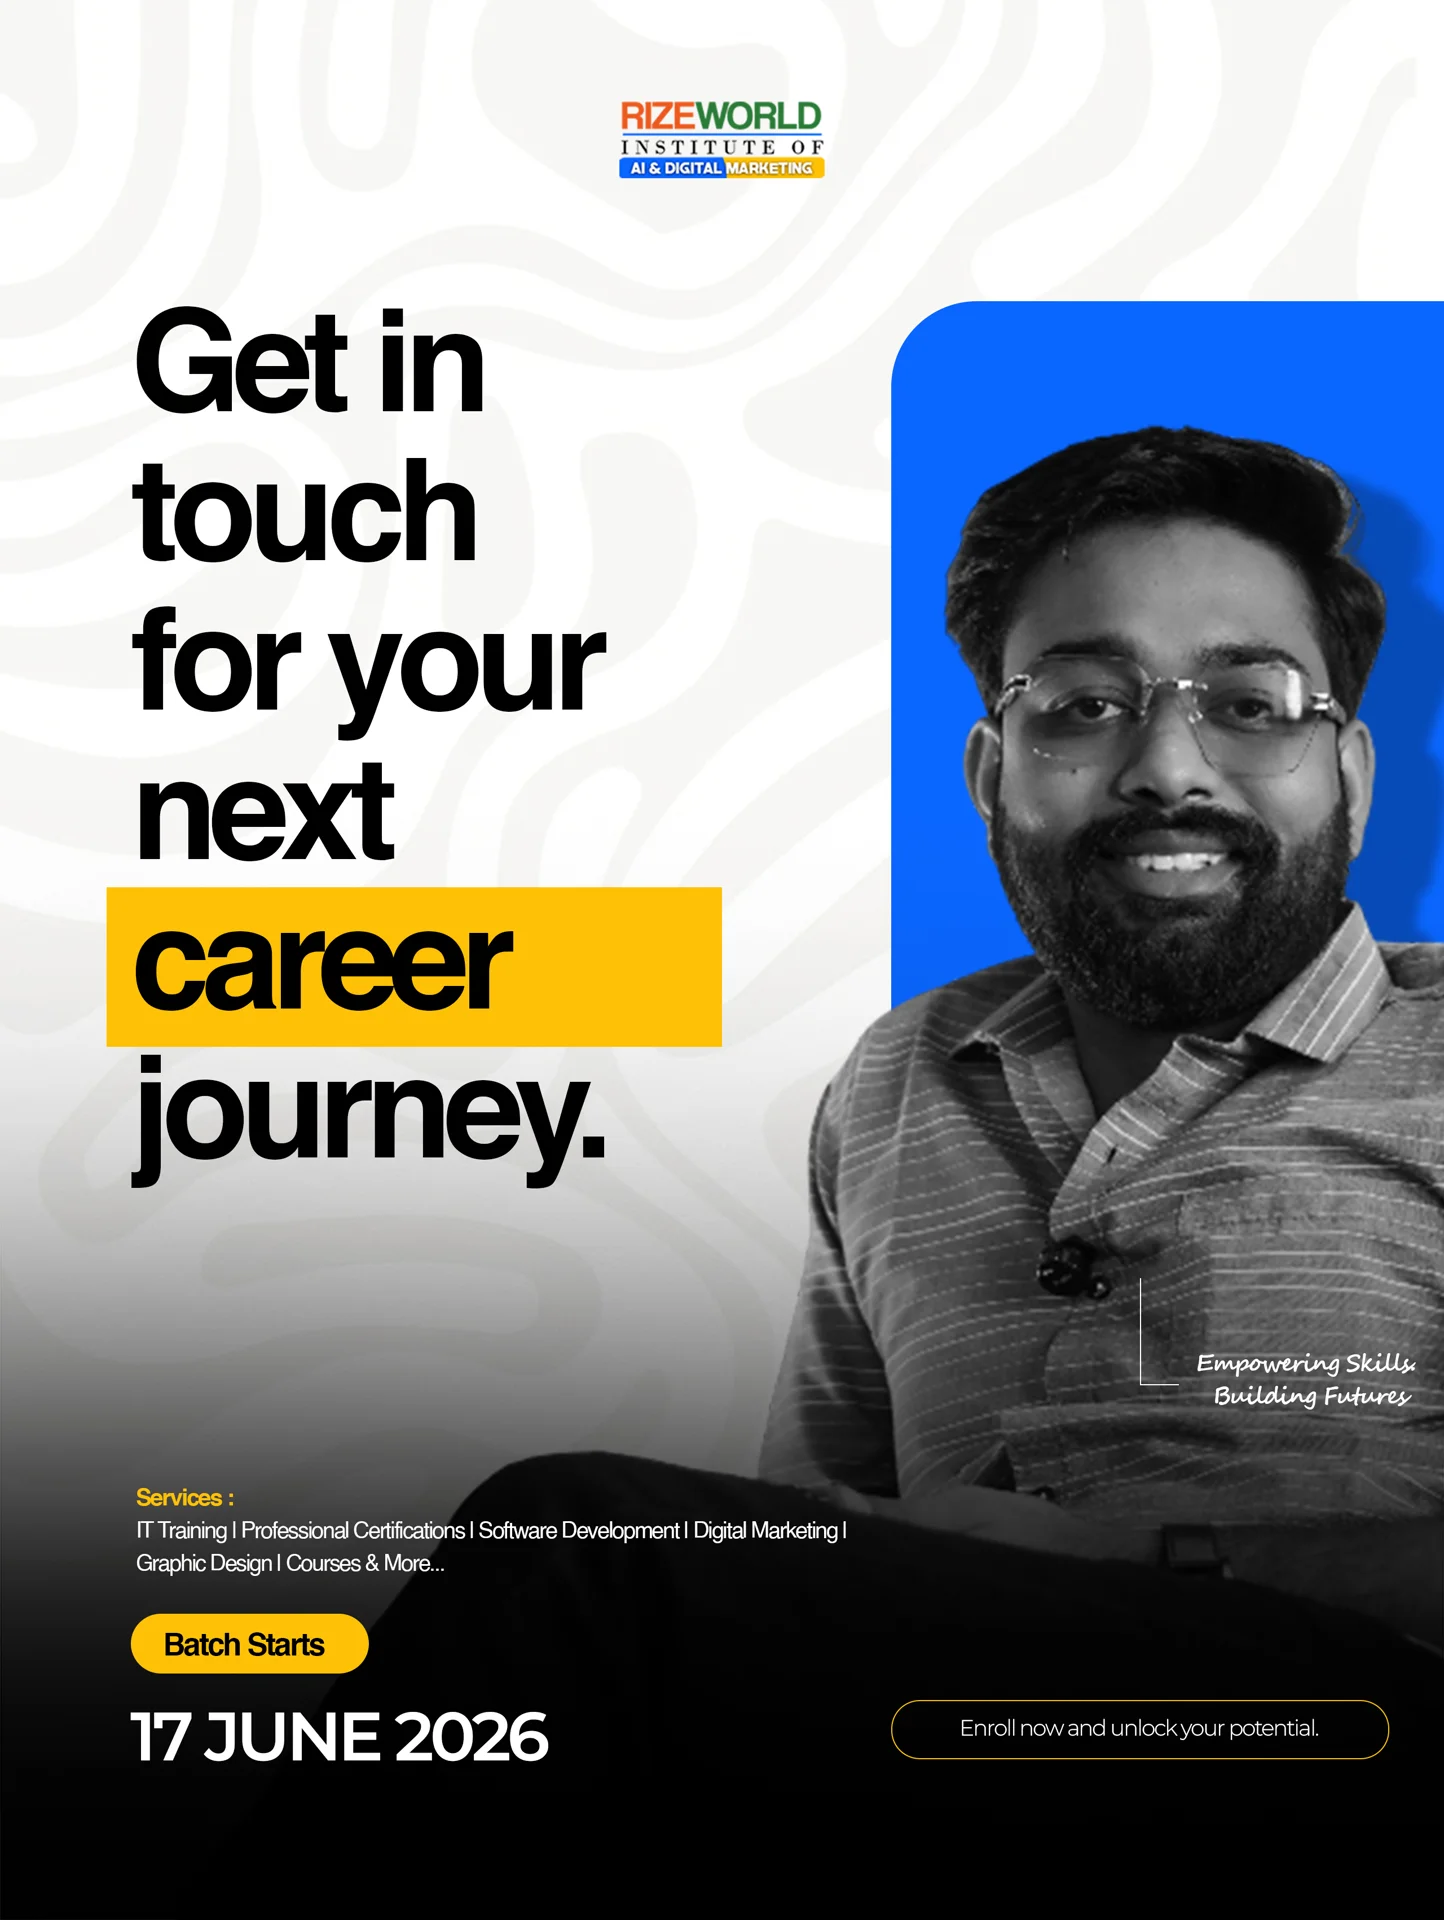 RIZEWORLD
INSTITUTE OF
AI & DIGITAL MARKETING
Get in
touch
for your
next
career
journey.
Empowering Skills.
Building Futures
Services :
IT Training | Professional Certifications | Software Development | Digital Marketing |
Graphic Design | Courses & More...
Batch Starts
17 JUNE 2026
Enroll now and unlock your potential.